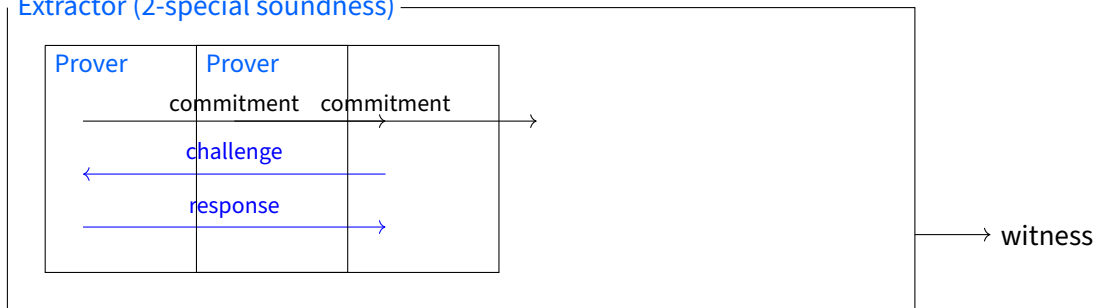 Extractor (2-special soundness)
Prover Prover
commitment commitment
challenge
response
witness